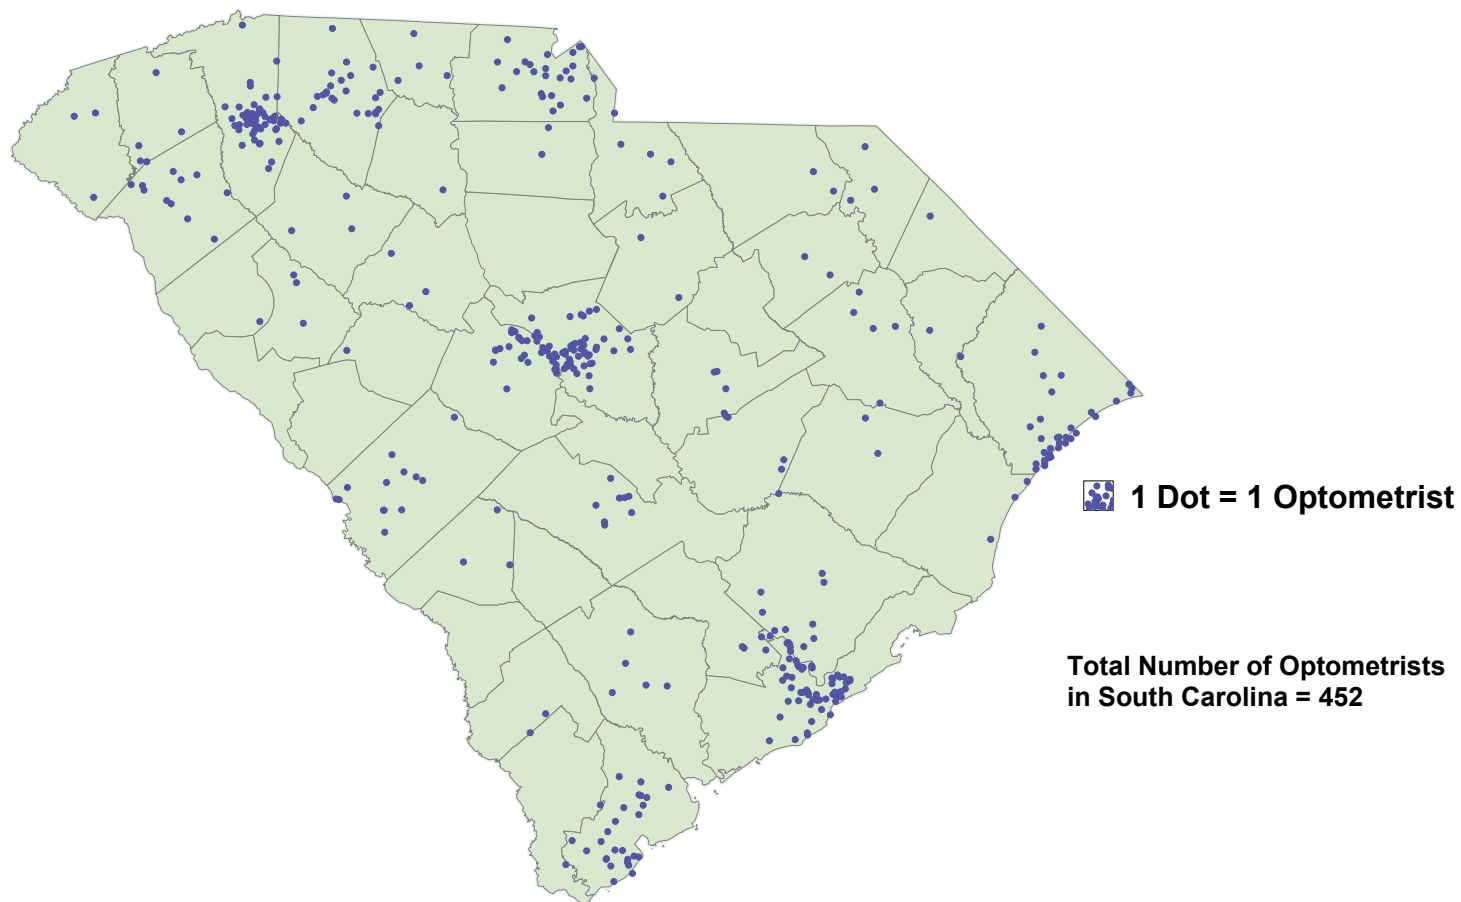 1 Dot = 1 Optometrist
Total Number of Optometrists
in South Carolina = 452